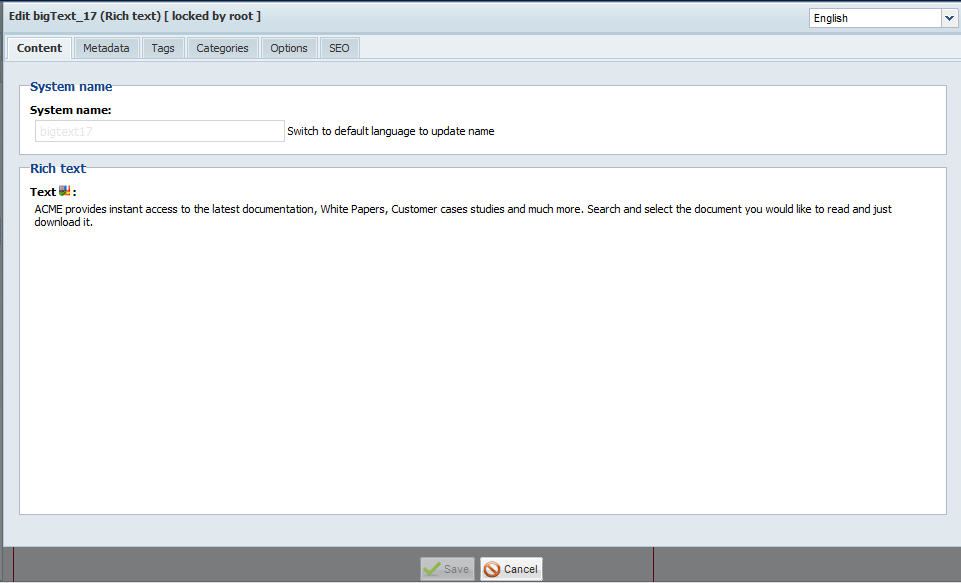 Edit bigText_17 (Rich text) [ locked by root ]
English
Content Metadata Tags Categories Options SEO
System name
System name:
bigtext17 Switch to default language to update name
Rich text
Text :
ACME provides instant access to the latest documentation, White Papers, Customer cases studies and much more. Search and select the document you would like to read and just
download it.
Save Cancel